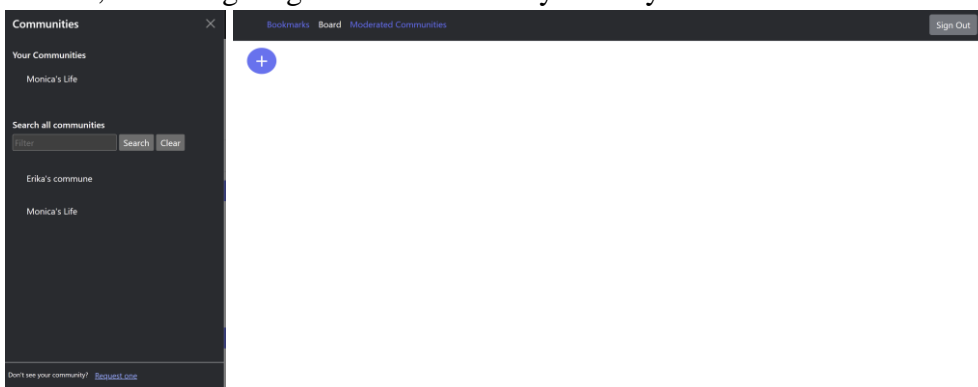 Communities
Your Communities
Monica's Life
Search all communities
Filter Search Clear
Erika's commune
Monica's Life
Don't see your community? Request one
Bookmarks Board Moderated Communities Sign Out
+